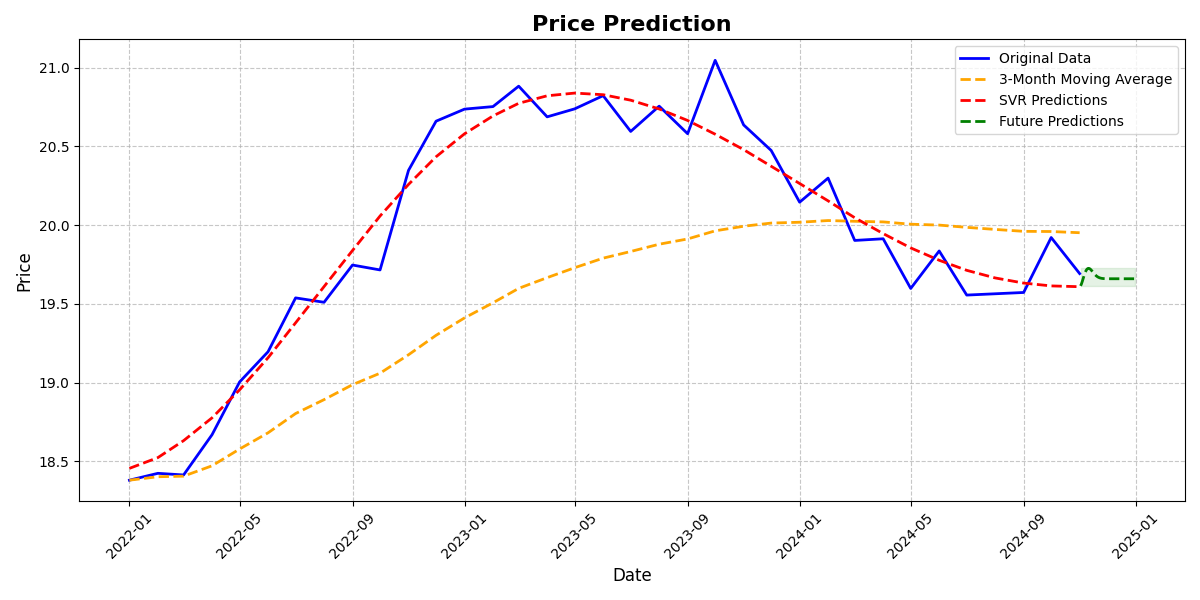 Price Prediction
Original Data
3-Month Moving Average
SVR Predictions
Future Predictions
Price
21.0
20.5
20.0
19.5
19.0
18.5
2022-01
2022-05
2022-09
2023-01
2023-05
2023-09
2024-01
2024-05
2024-09
2025-01
Date